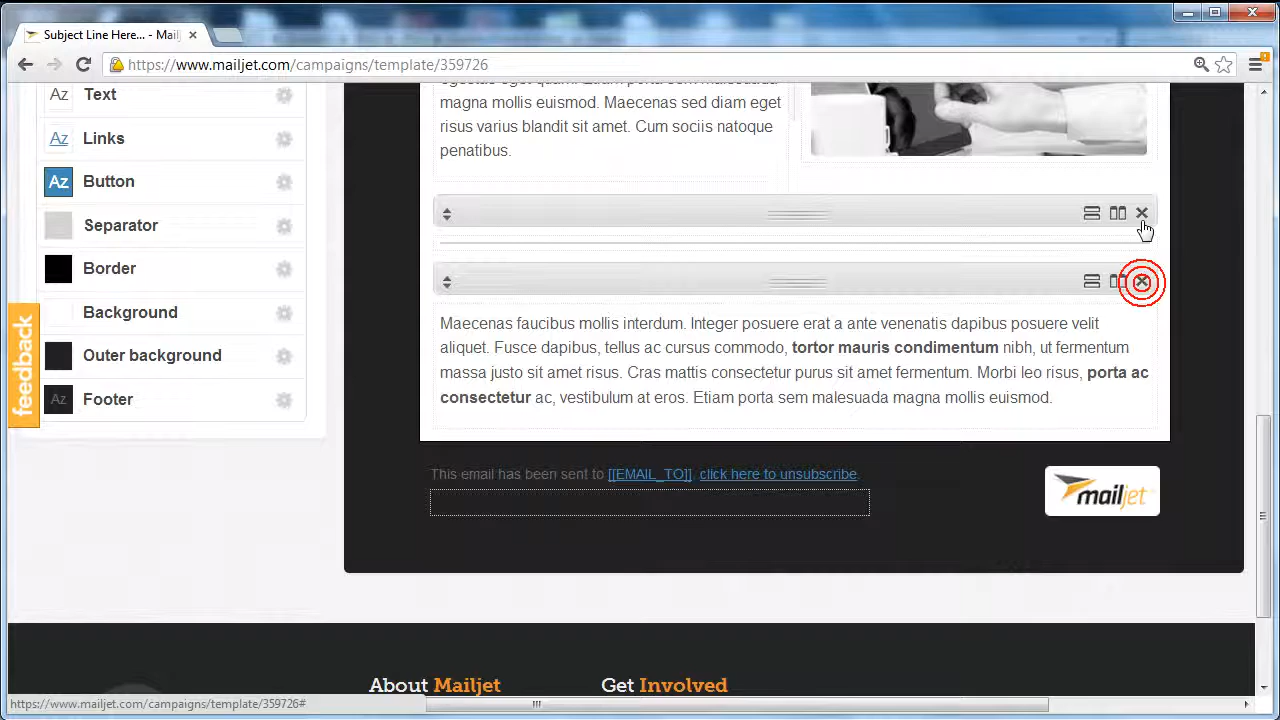 Subject Line Here... - Mailj
https://www.mailjet.com/campaigns/template/359726
Az Text
Az Links
Az Button
Separator
Border
Background
Outer background
Az Footer
feedback
magna mollis euismod. Maecenas sed diam eget
risus varius blandit sit amet. Cum sociis natoque
penatibus.
Maecenas faucibus mollis interdum. Integer posuere erat a ante venenatis dapibus posuere velit
aliquet. Fusce dapibus, tellus ac cursus commodo, tortor mauris condimentum nibh, ut fermentum
massa justo sit amet risus. Cras mattis consectetur purus sit amet fermentum. Morbi leo risus, porta ac
consectetur ac, vestibulum at eros. Etiam porta sem malesuada magna mollis euismod.
This email has been sent to [[EMAIL_TO]], click here to unsubscribe.
mailjet
About Mailjet
Get Involved
https://www.mailjet.com/campaigns/template/359726#